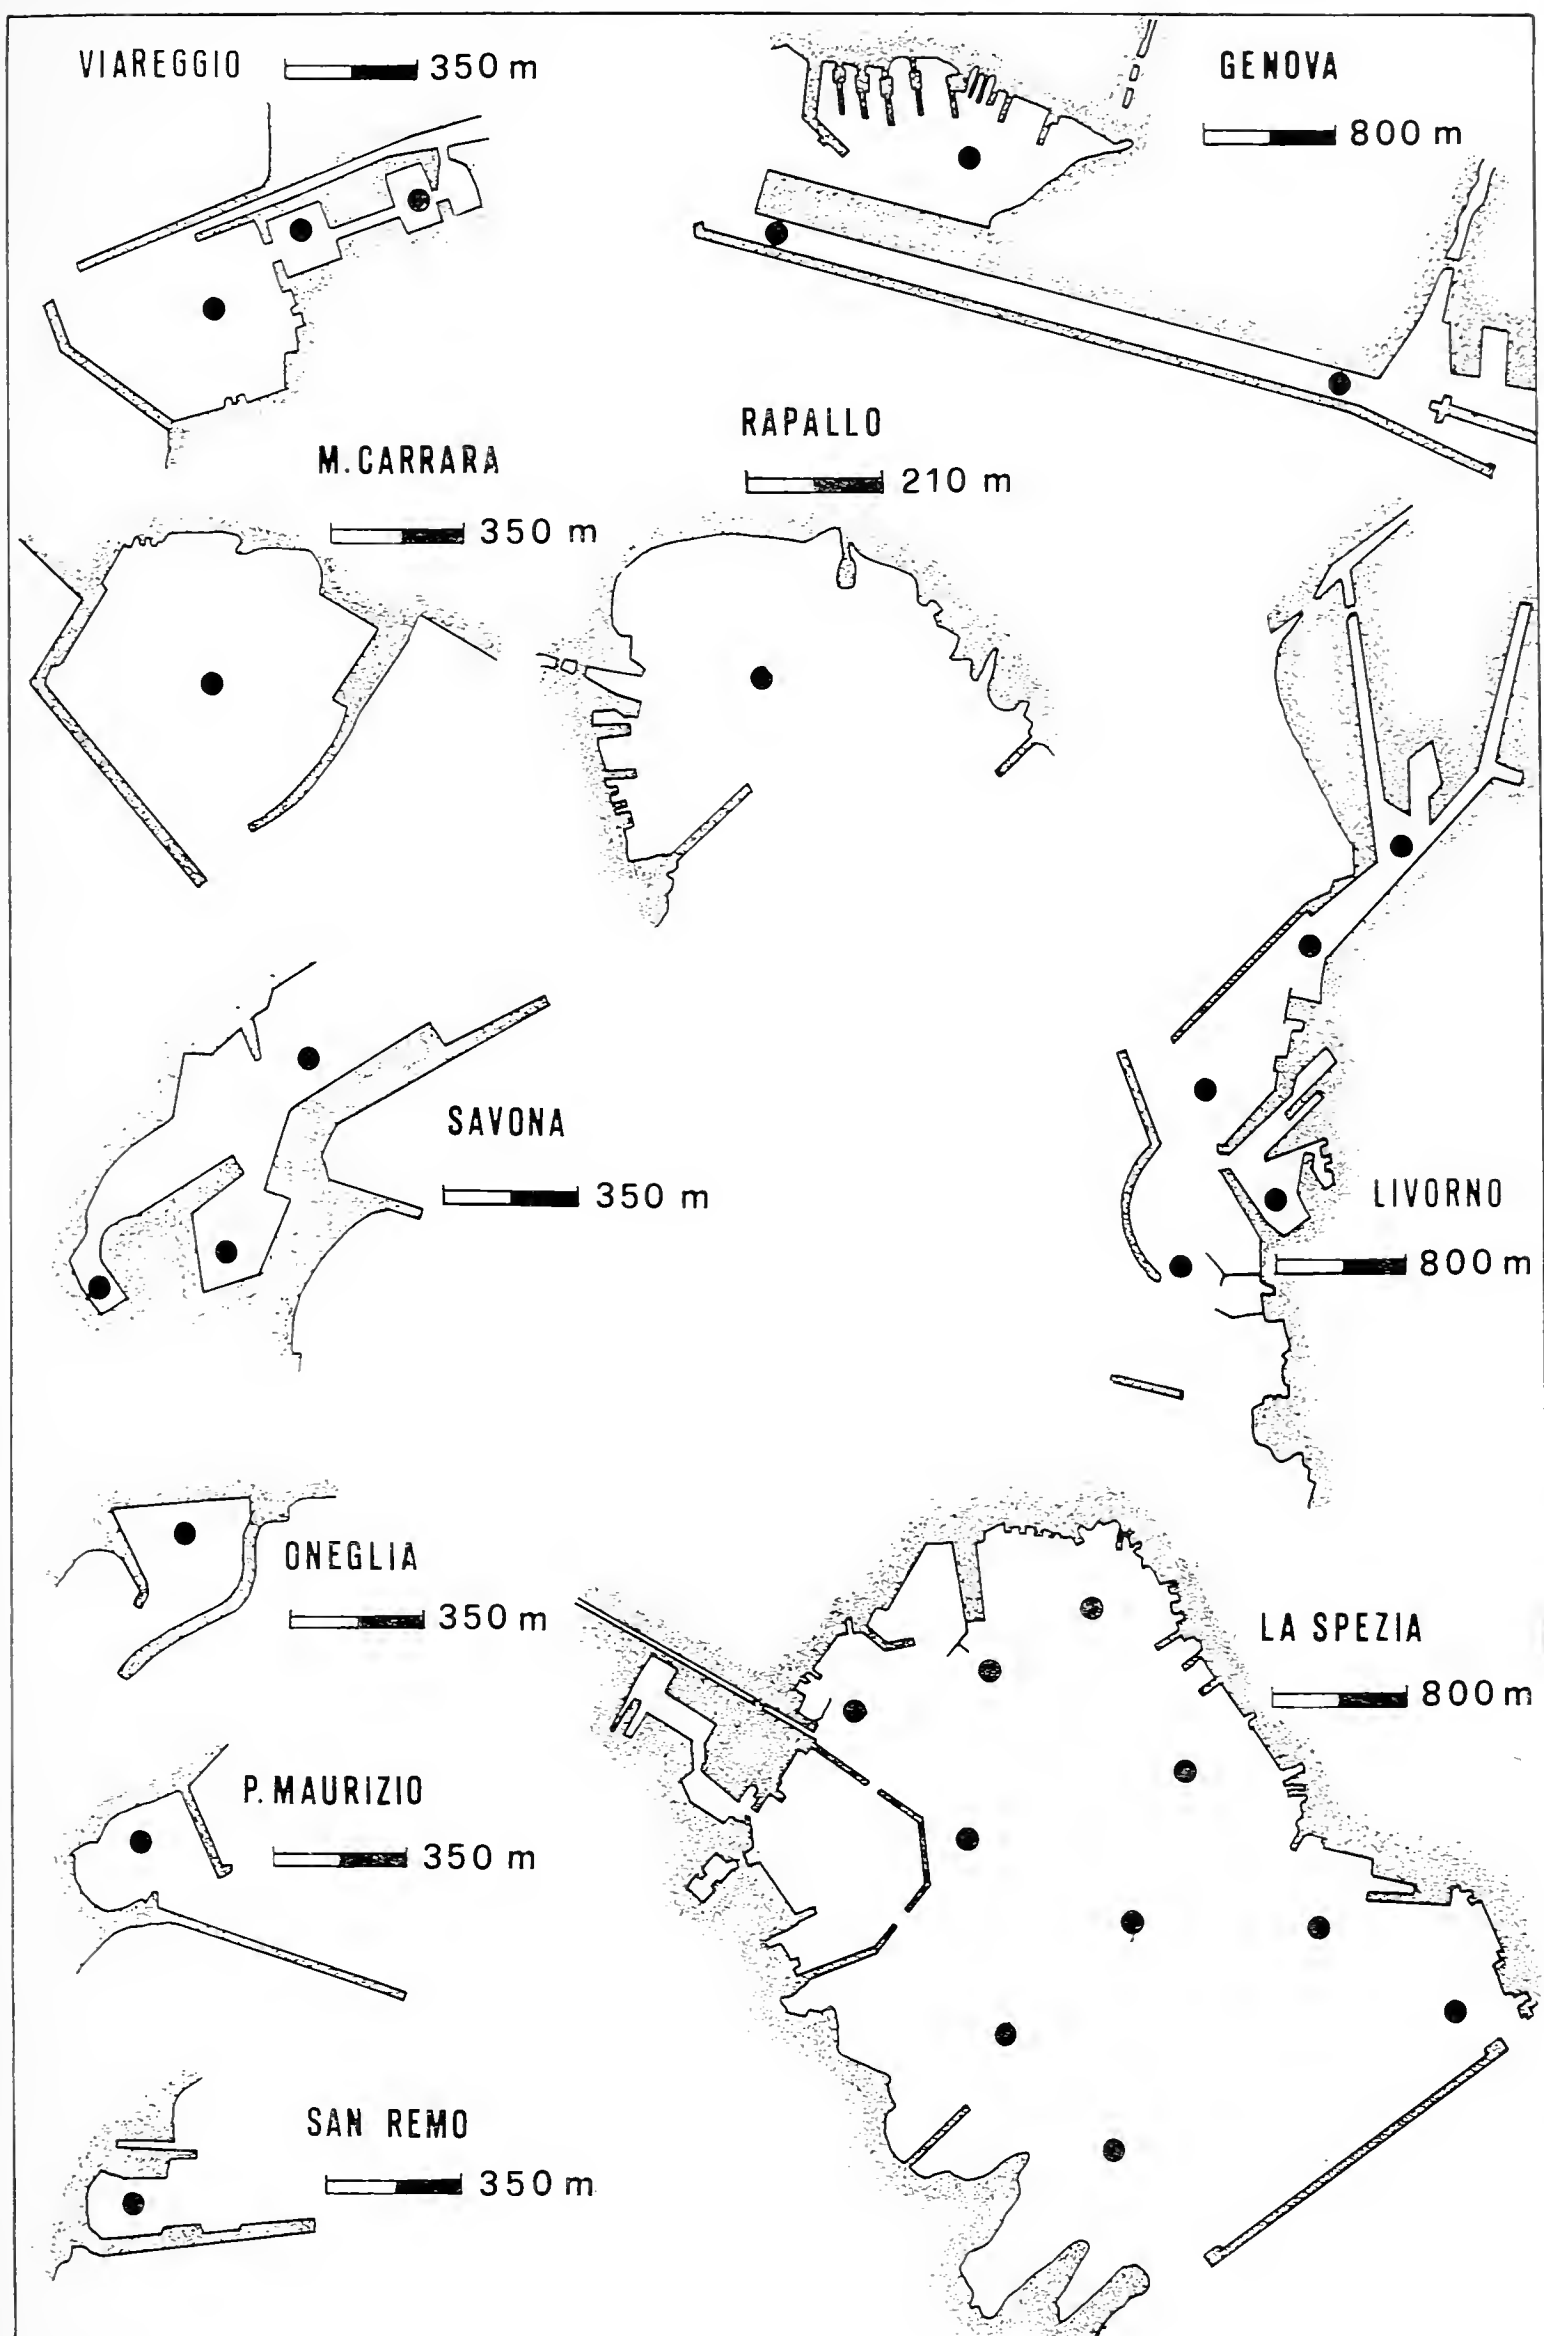 VIAREGGIO 350 m
GENOVA
800 m
RAPALLO
210 m
M. CARRARA
350 m
SAVONA
350 m
LIVORNO
800 m
ONEGLIA
350 m
LA SPEZIA
800 m
P. MAURIZIO
350 m
SAN REMO
350 m